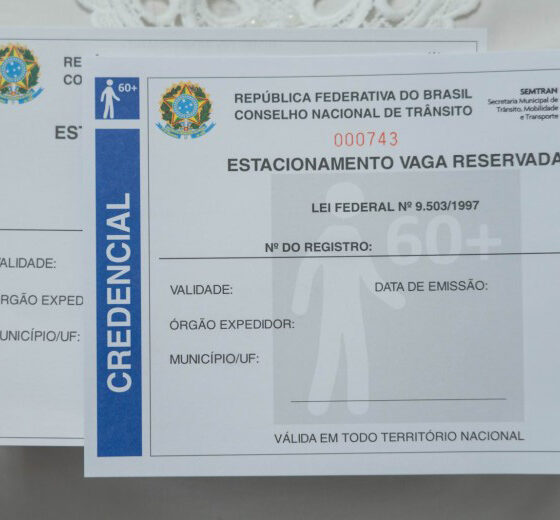 RE
CO
EST
ALIDADE:
RGÃO EXPED
UNICÍPIO/UF:
60+
CREDENCIAL
REPÚBLICA FEDERATIVA DO BRASIL
CONSELHO NACIONAL DE TRÂNSITO
SEMTRAN
Secretaria Municipal de
Trânsito, Mobilidade
e Transporte
000743
ESTACIONAMENTO VAGA RESERVADA
LEI FEDERAL Nº 9.503/1997
60+
Nº DO REGISTRO:
VALIDADE:
DATA DE EMISSÃO:
ÓRGÃO EXPEDIDOR:
MUNICÍPIO/UF:
VÁLIDA EM TODO TERRITÓRIO NACIONAL